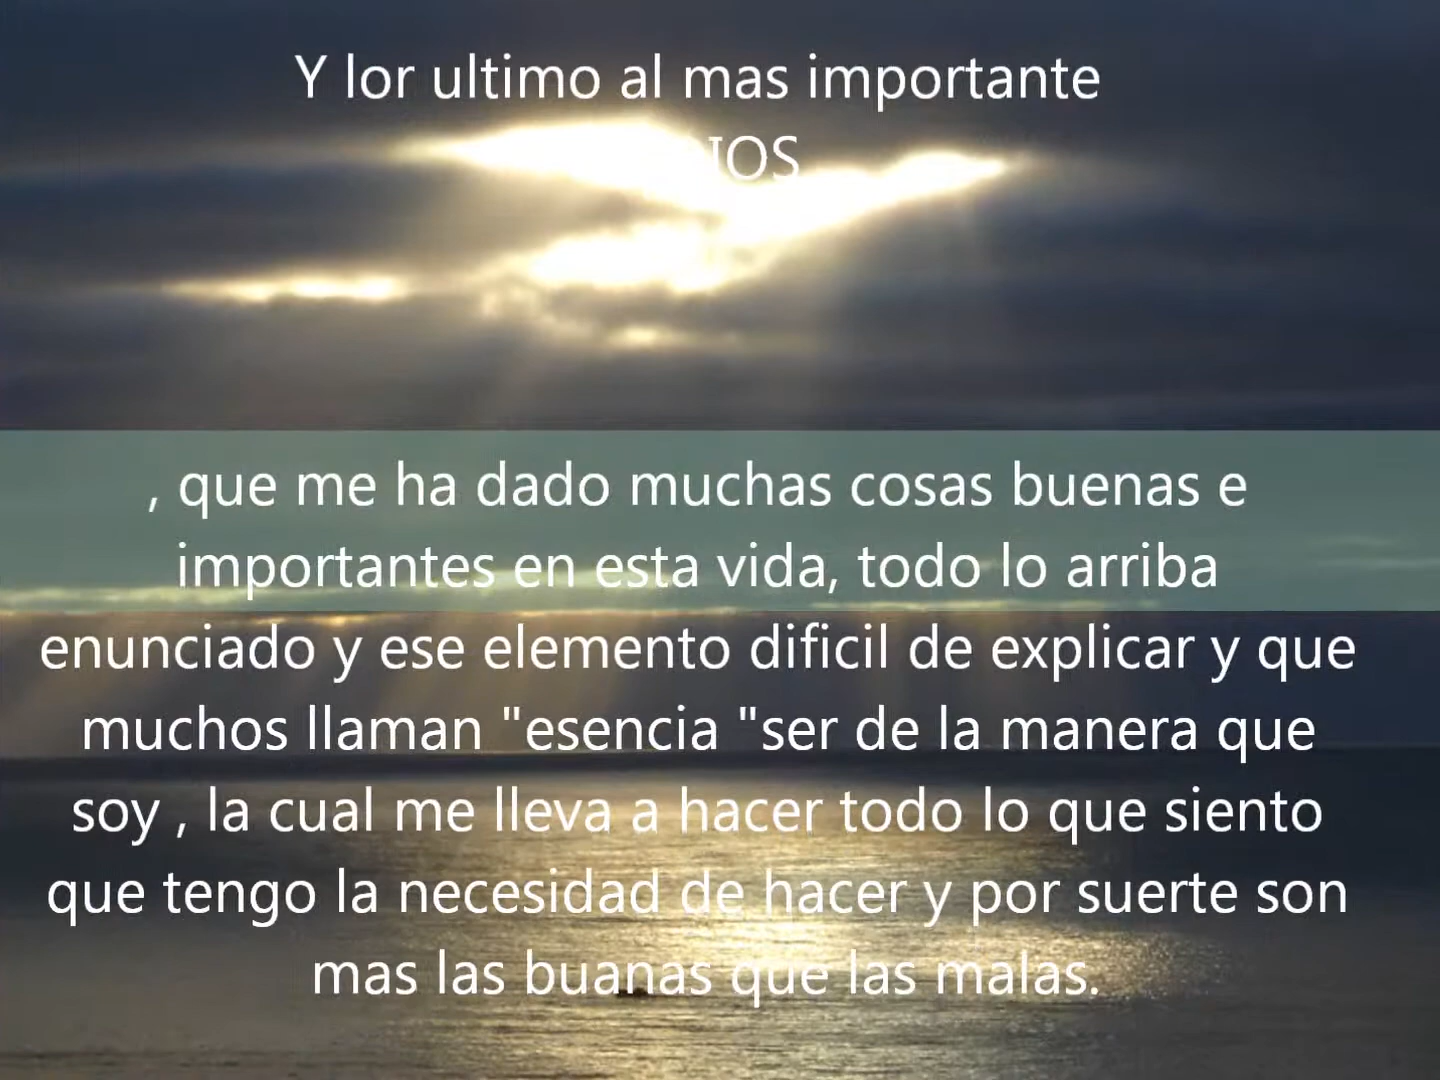 Y lor ultimo al mas importante
, que me ha dado muchas cosas buenas e
importantes en esta vida, todo lo arriba
enunciado y ese elemento dificil de explicar y que
muchos llaman "esencia "ser de la manera que
soy , la cual me lleva a hacer todo lo que siento
que tengo la necesidad de hacer y por suerte son
mas las buanas que las malas.